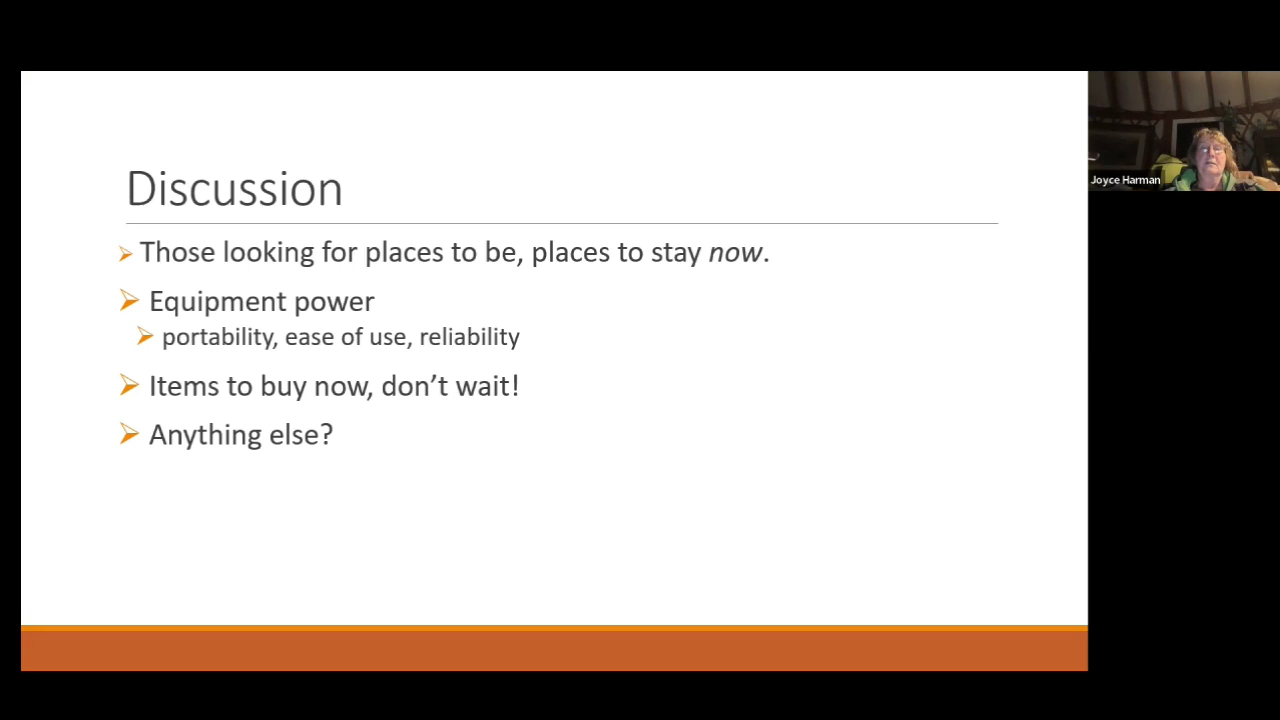 Discussion
Those looking for places to be, places to stay now.
Equipment power
portability, ease of use, reliability
Items to buy now, don’t wait!
Anything else?
Joyce Harman